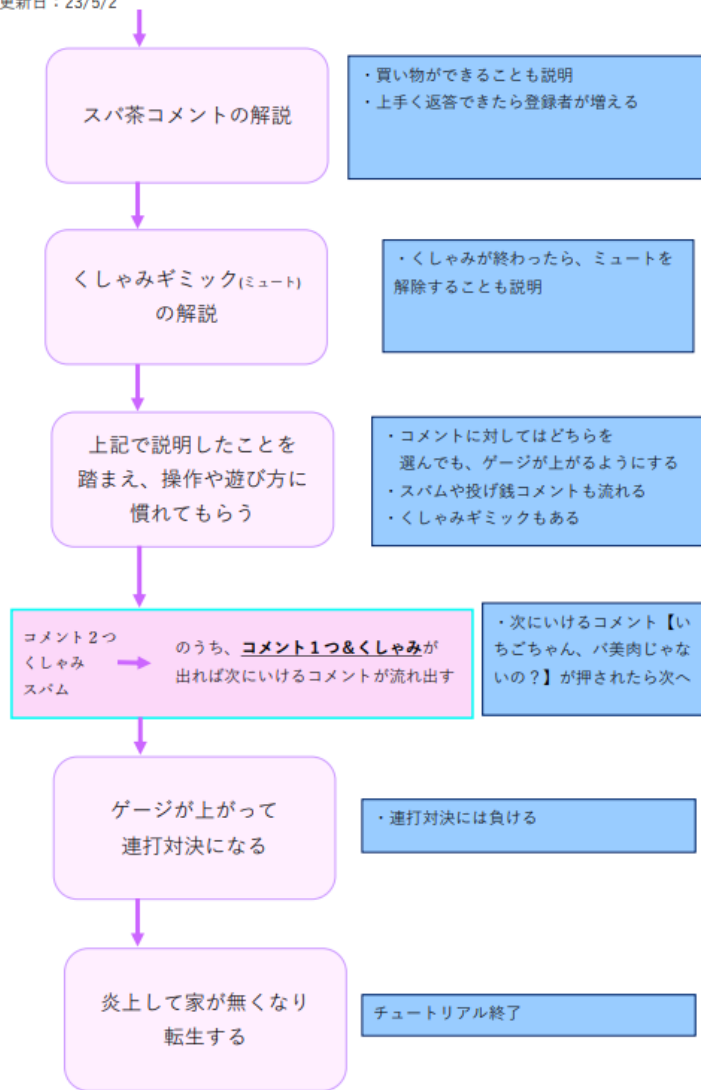 更新日：23/5/2
スパ茶コメントの解説
・買い物ができることも説明
・上手く返答できたら登録者が増える
くしゃみギミック(ミュート)
の解説
・くしゃみが終わったら、ミュートを
解除することも説明
上記で説明したことを
踏まえ、操作や遊び方に
慣れてもらう
・コメントに対してはどちらを
選んでも、ゲージが上がるようにする
・スパムや投げ銭コメントも流れる
・くしゃみギミックもある
コメント２つ
くしゃみ
スパム
のうち、コメント１つ&くしゃみが
出れば次にいけるコメントが流れ出す
・次にいけるコメント【い
ちごちゃん、バ美肉じゃな
いの？】が押されたら次へ
ゲージが上がって
連打対決になる
・連打対決には負ける
炎上して家が無くなり
転生する
チュートリアル終了